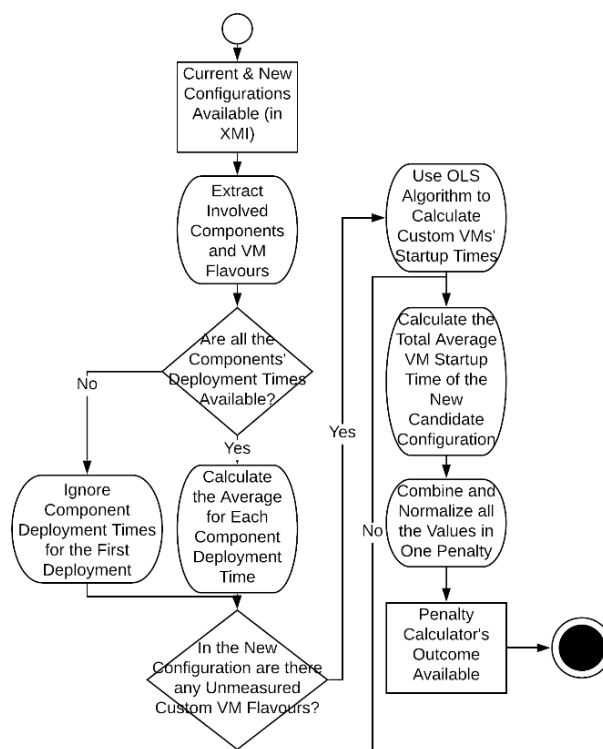 Current & New
Configurations
Available (in
XMI)
Extract
Involved
Components
and VM
Flavours
Are all the
Components'
Deployment Times
Available?
No
Yes
Ignore
Component
Deployment Times
for the First
Deployment
Calculate
the Average
for Each
Component
Deployment
Time
In the New
Configuration are there
any Unmeasured
Custom VM Flavours?
Yes
No
Use OLS
Algorithm to
Calculate
Custom VMs'
Startup Times
Calculate the
Total Average
VM Startup
Time of the
New
Candidate
Configuration
Combine and
Normalize all
the Values in
One Penalty
Penalty
Calculator's
Outcome
Available